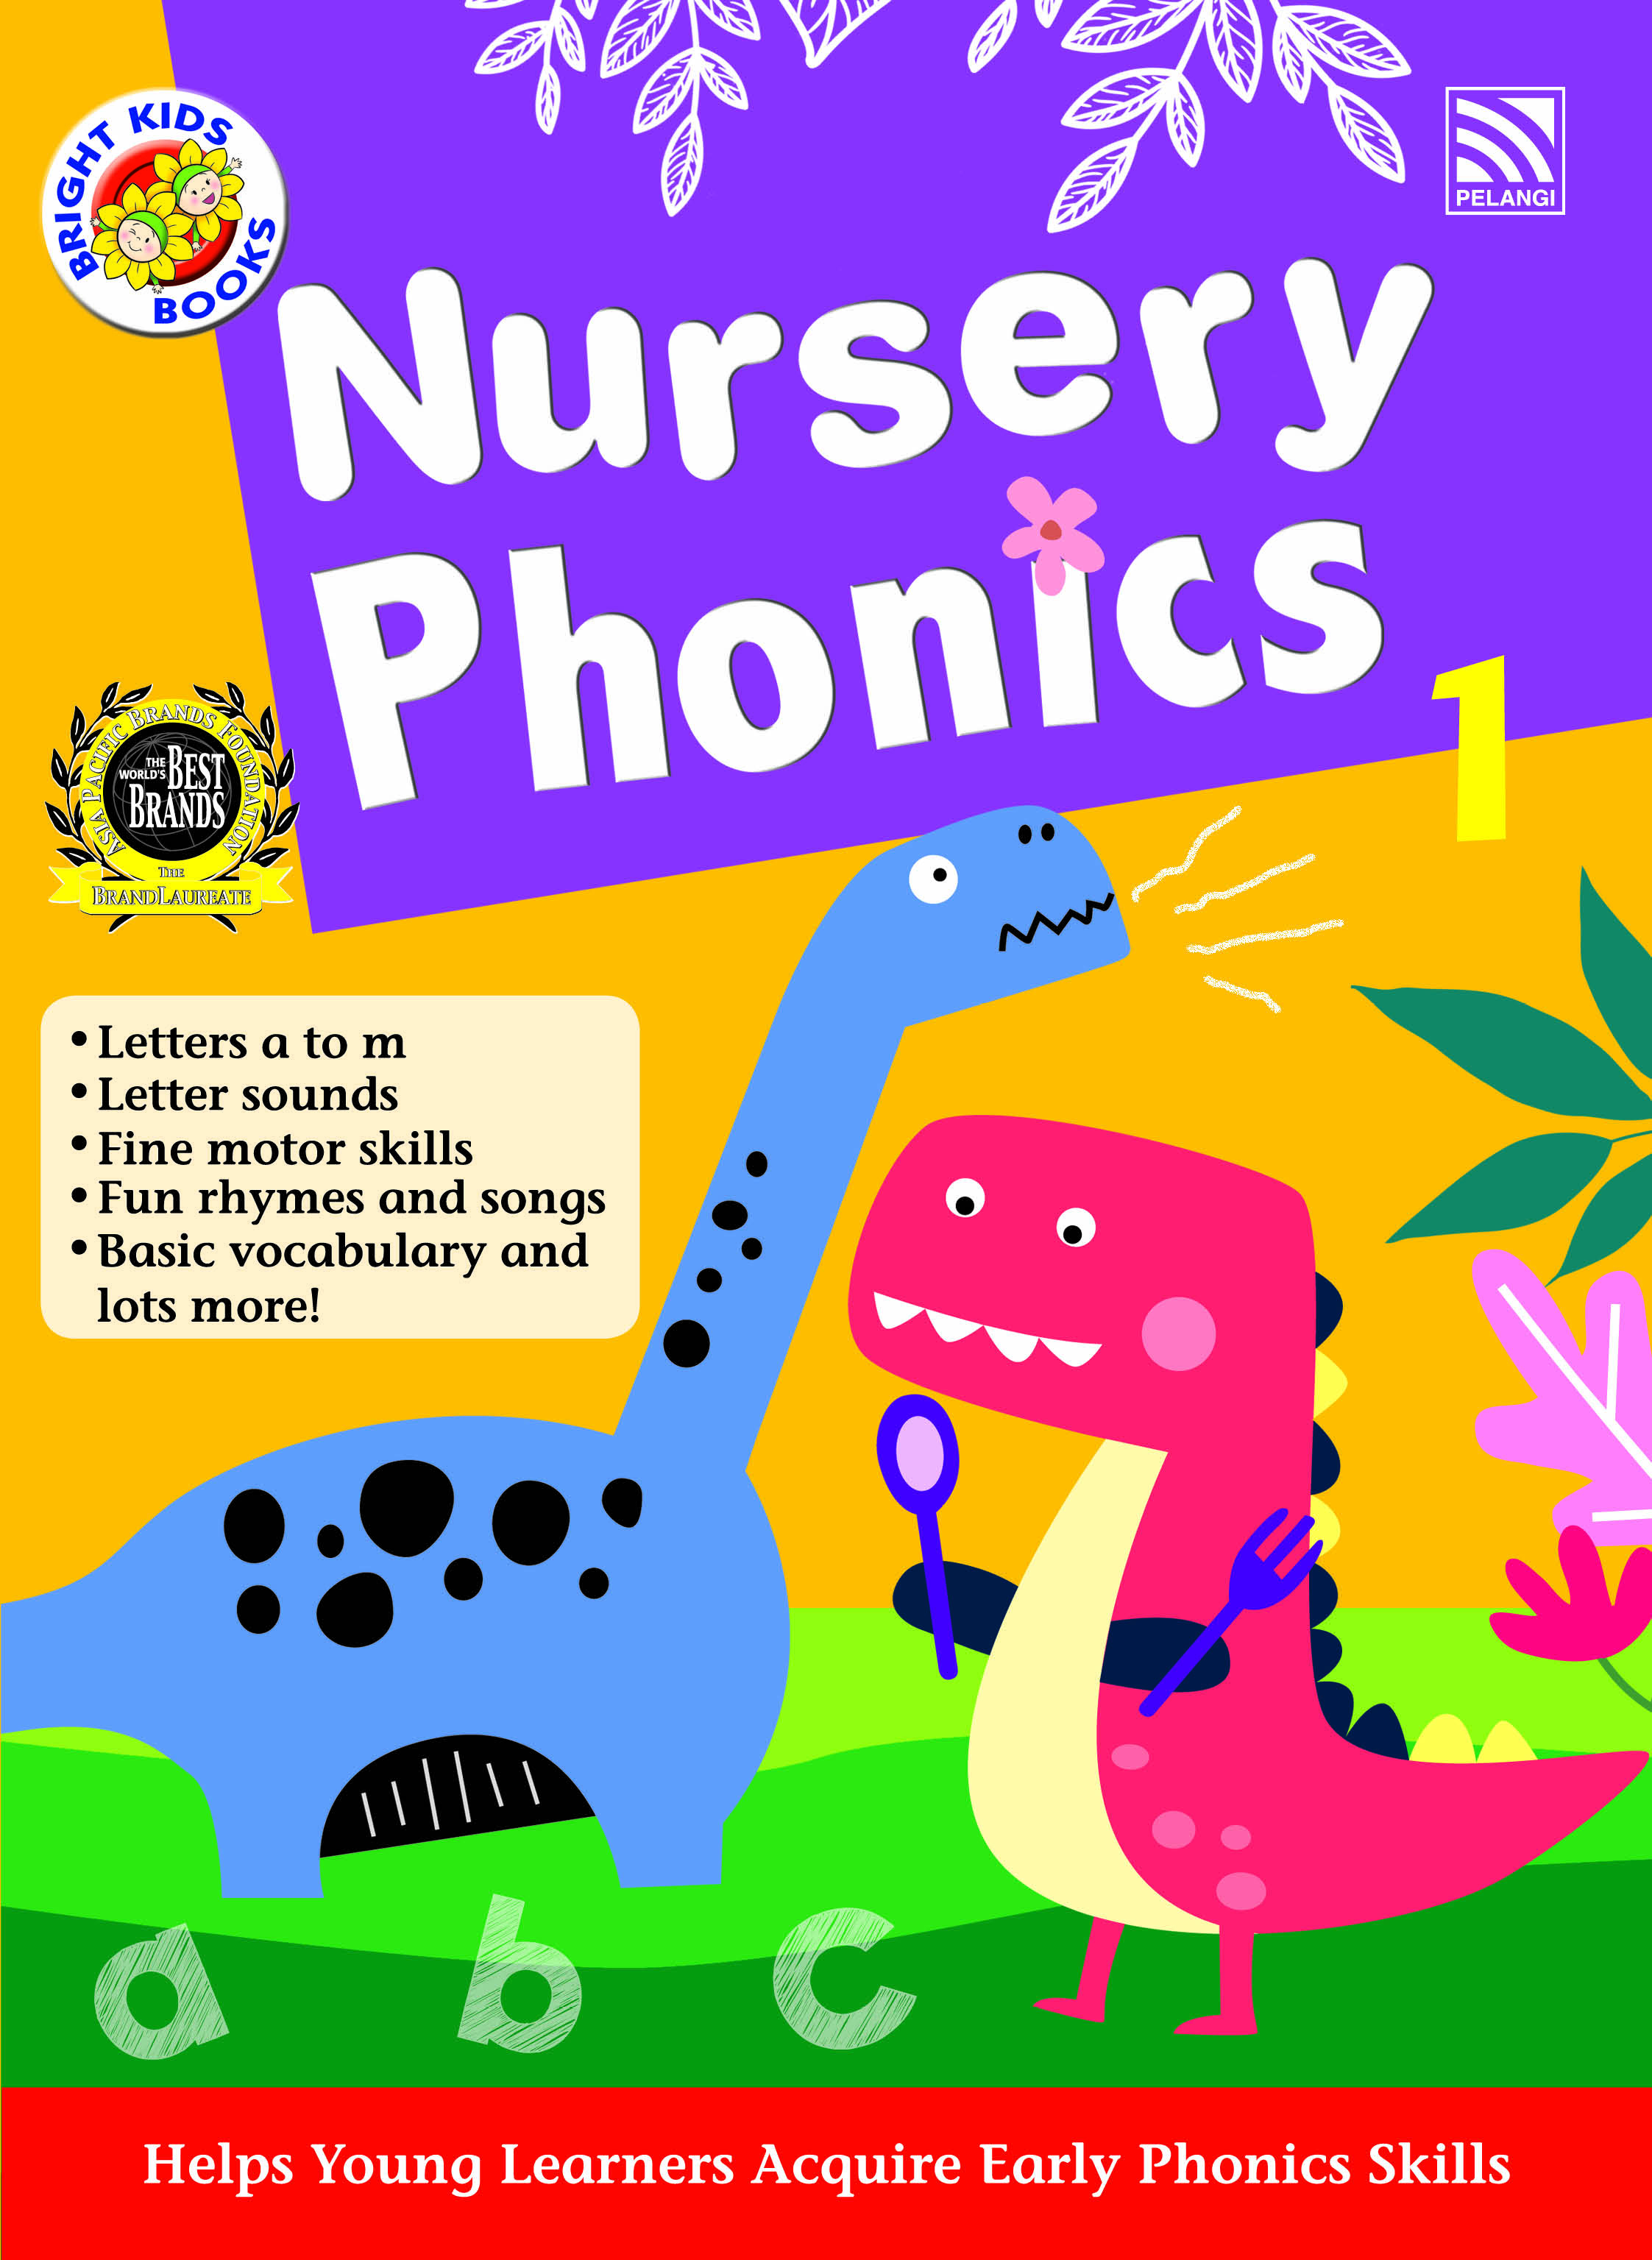 BRIGHT KIDS
BOOKS
PELANGI
Nursery
Phonics
1
ASIA PACIFIC BRANDS FOUNDATION
THE
WORLD'S BEST
BRANDS
THE
BRANDLAUREATE
• Letters a to m
• Letter sounds
• Fine motor skills
• Fun rhymes and songs
• Basic vocabulary and
lots more!
a b c
Helps Young Learners Acquire Early Phonics Skills